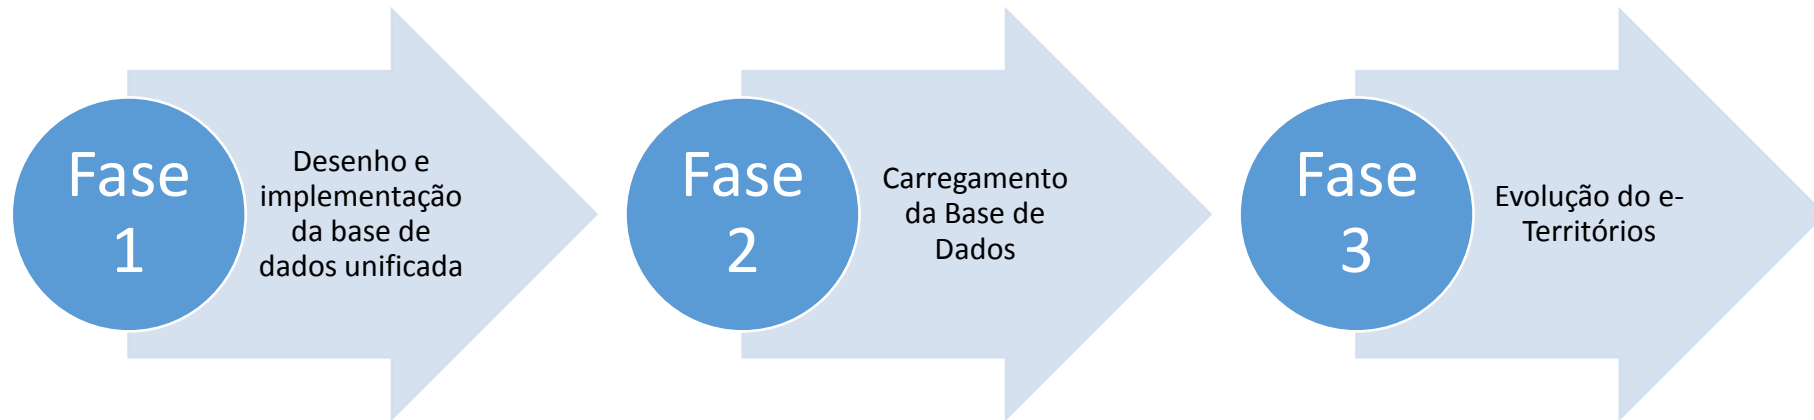 Fase
1
Desenho e
implementação
da base de
dados unificada
Fase
2
Carregamento
da Base de
Dados
Fase
3
Evolução do e-
Territórios